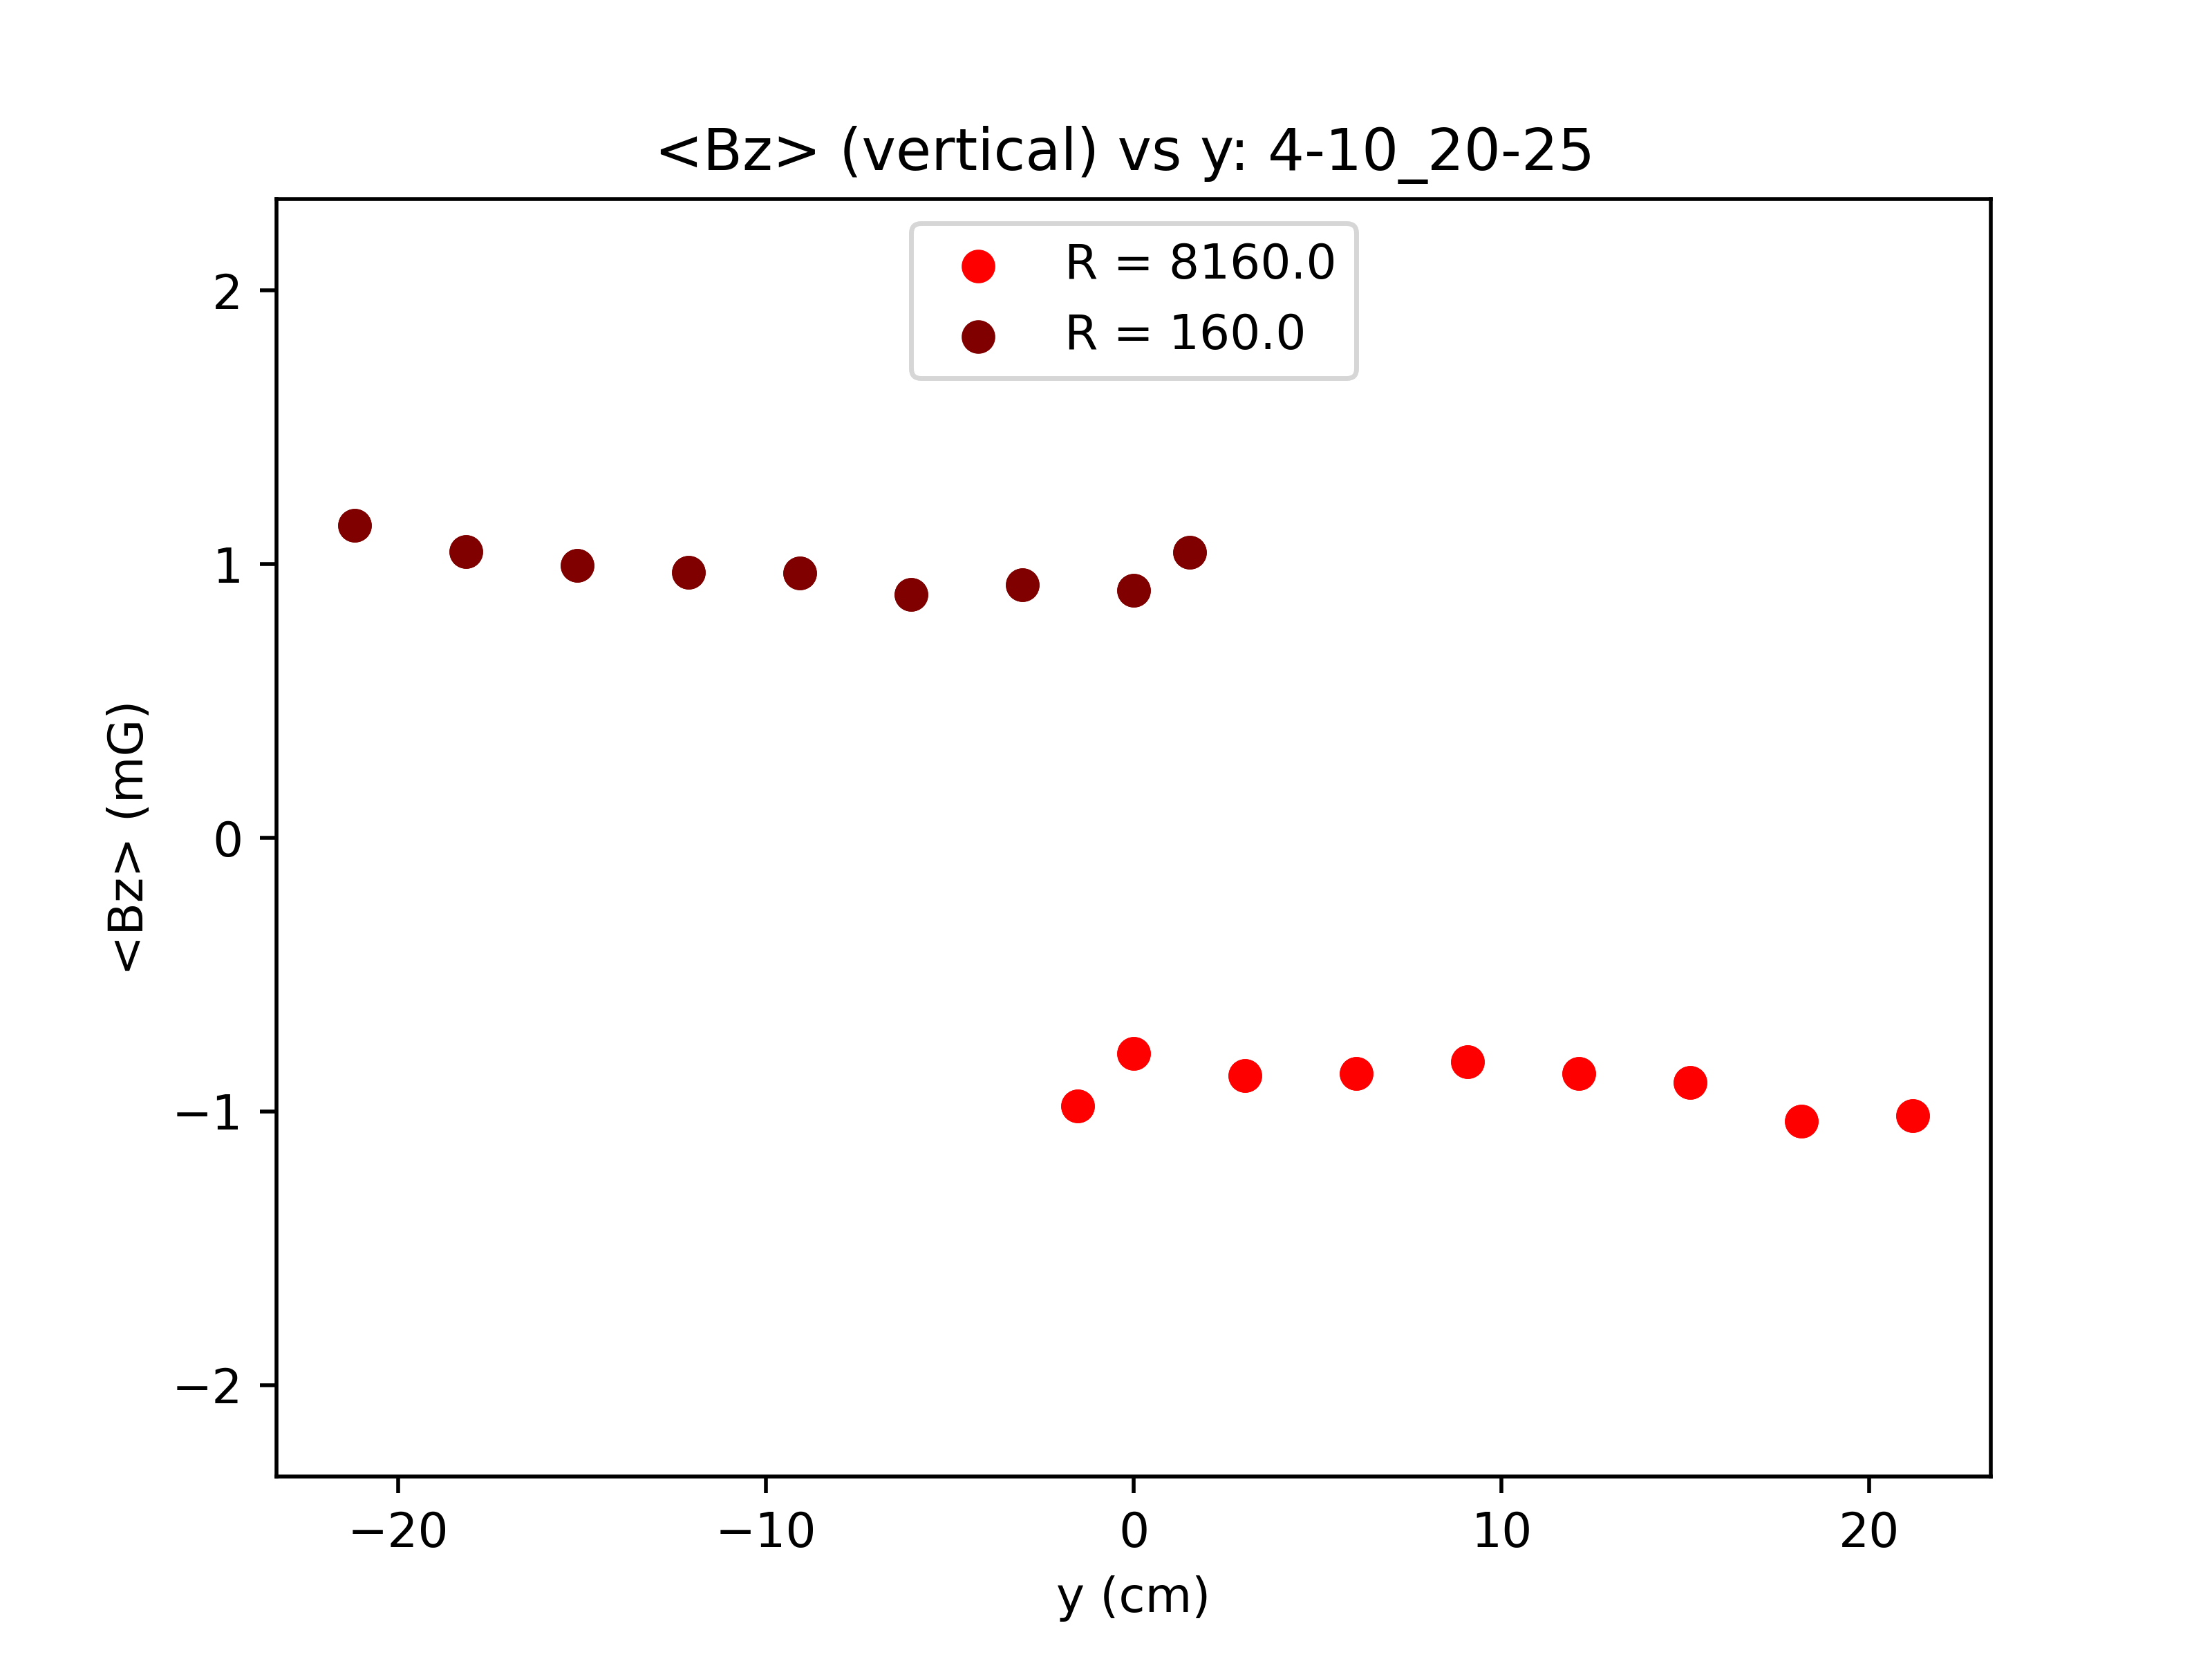 <Bz> (vertical) vs y: 4-10_20-25
R = 8160.0
R = 160.0
2
1
0
−1
−2
<Bz> (mG)
−20 −10 0 10 20
y (cm)